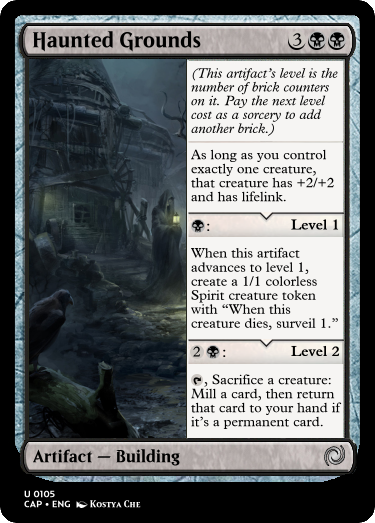 Haunted Grounds 3
(This artifact's level is the
number of brick counters
on it. Pay the next level
cost as a sorcery to add
another brick.)
As long as you control
exactly one creature,
that creature has +2/+2
and has lifelink.
: Level 1
When this artifact
advances to level 1,
create a 1/1 colorless
Spirit creature token
with “When this
creature dies, surveil 1.”
2 : Level 2
, Sacrifice a creature:
Mill a card, then return
that card to your hand if
it's a permanent card.
Artifact — Building
U 0105
CAP • ENG Kostya Che